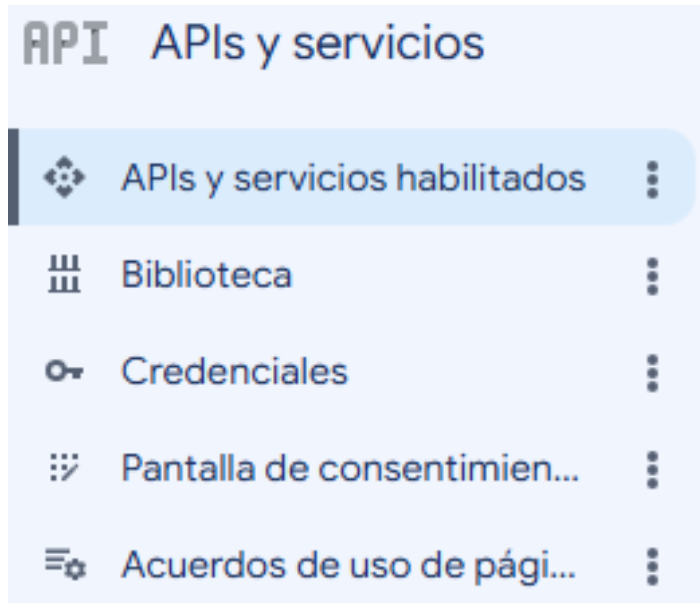 API APIs y servicios
APIs y servicios habilitados
Biblioteca
Credenciales
Pantalla de consentimien...
Acuerdos de uso de pági...